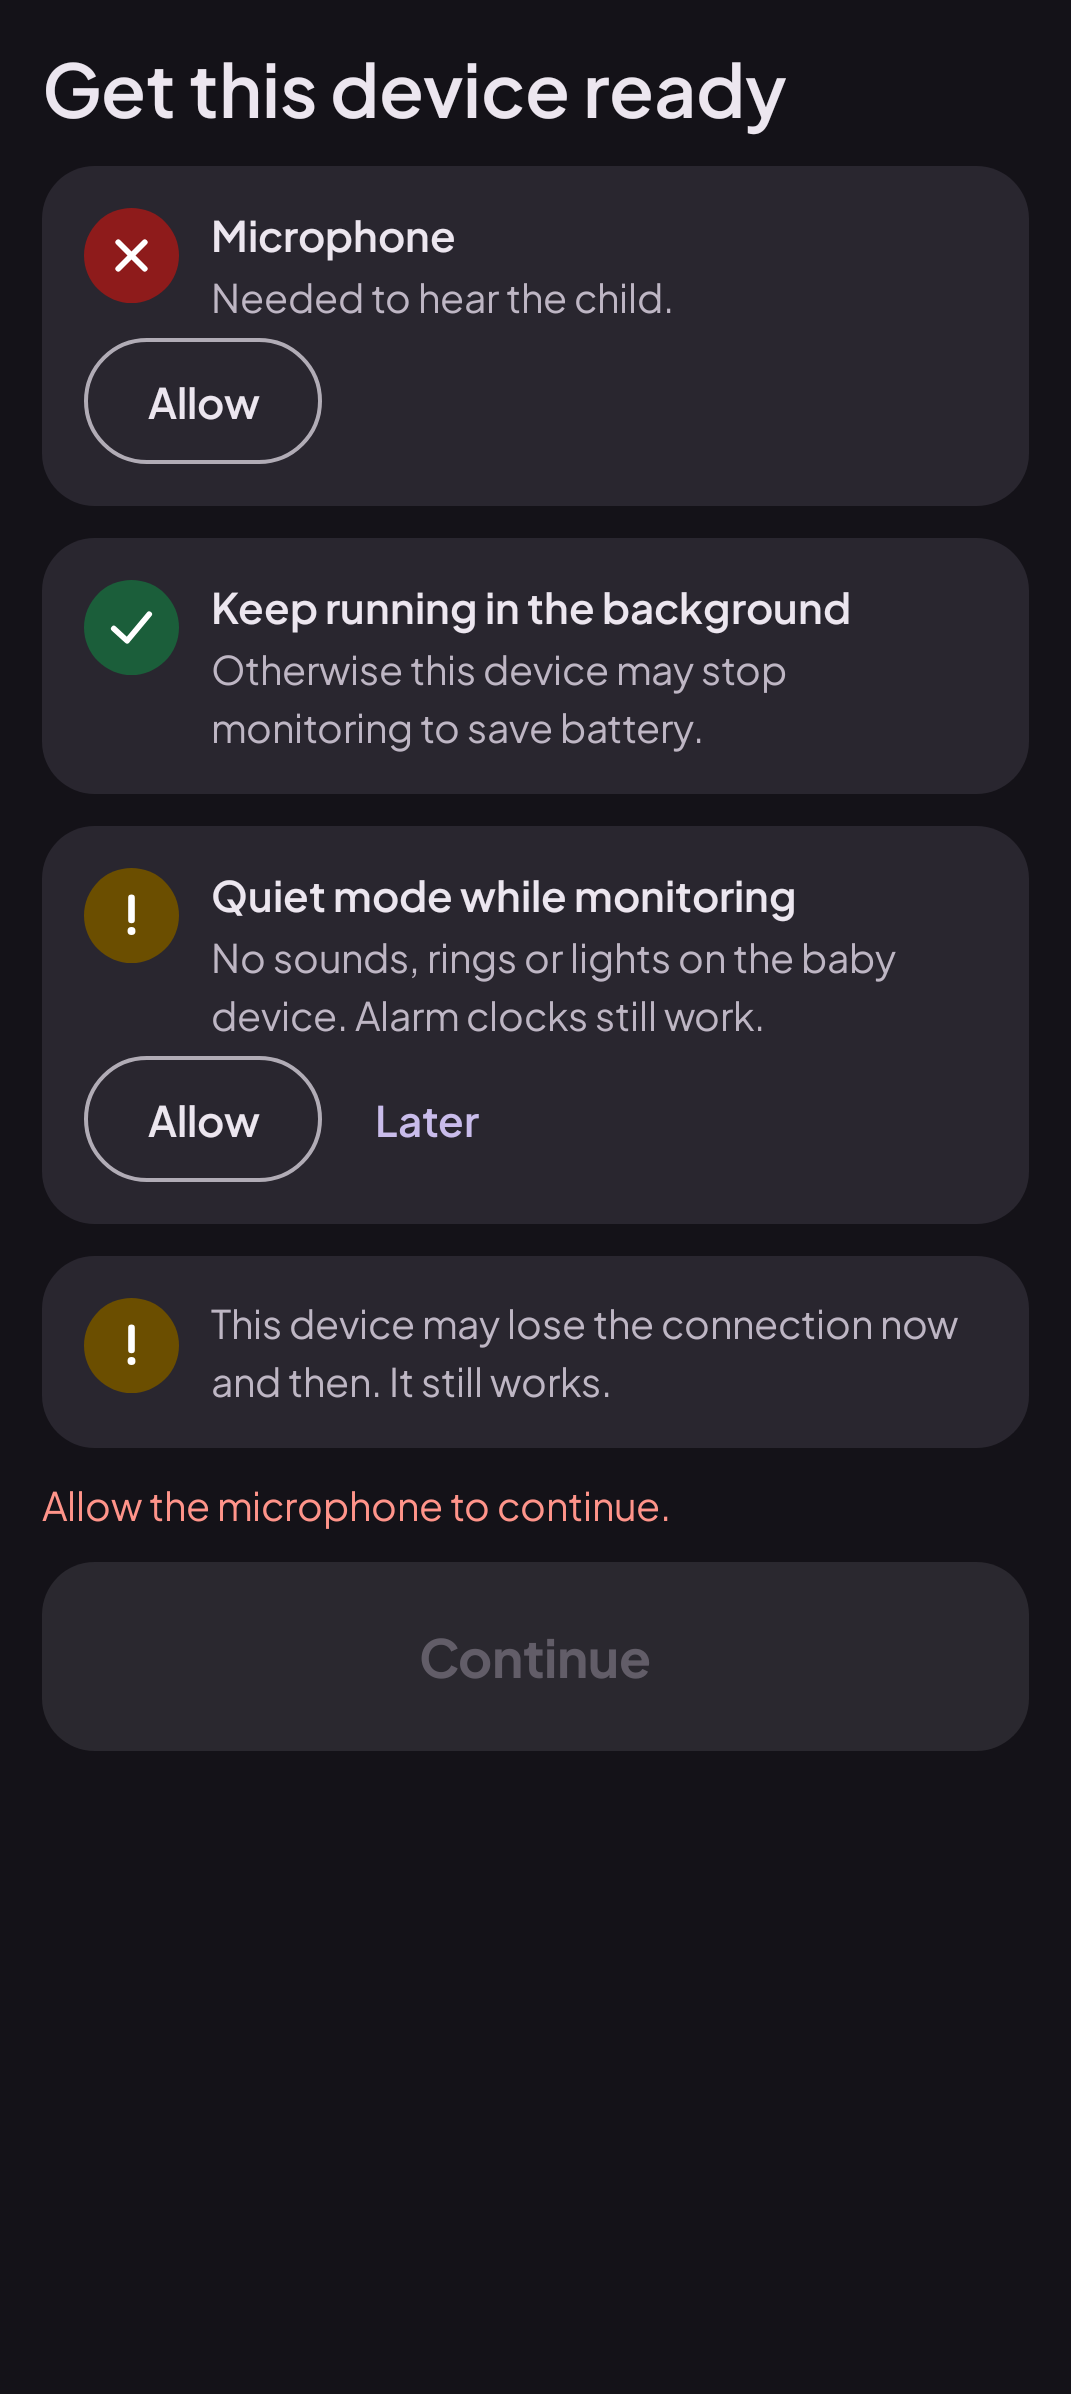 Get this device ready
Microphone
Needed to hear the child.
Allow
Keep running in the background
Otherwise this device may stop
monitoring to save battery.
Quiet mode while monitoring
No sounds, rings or lights on the baby
device. Alarm clocks still work.
Allow
Later
This device may lose the connection now
and then. It still works.
Allow the microphone to continue.
Continue